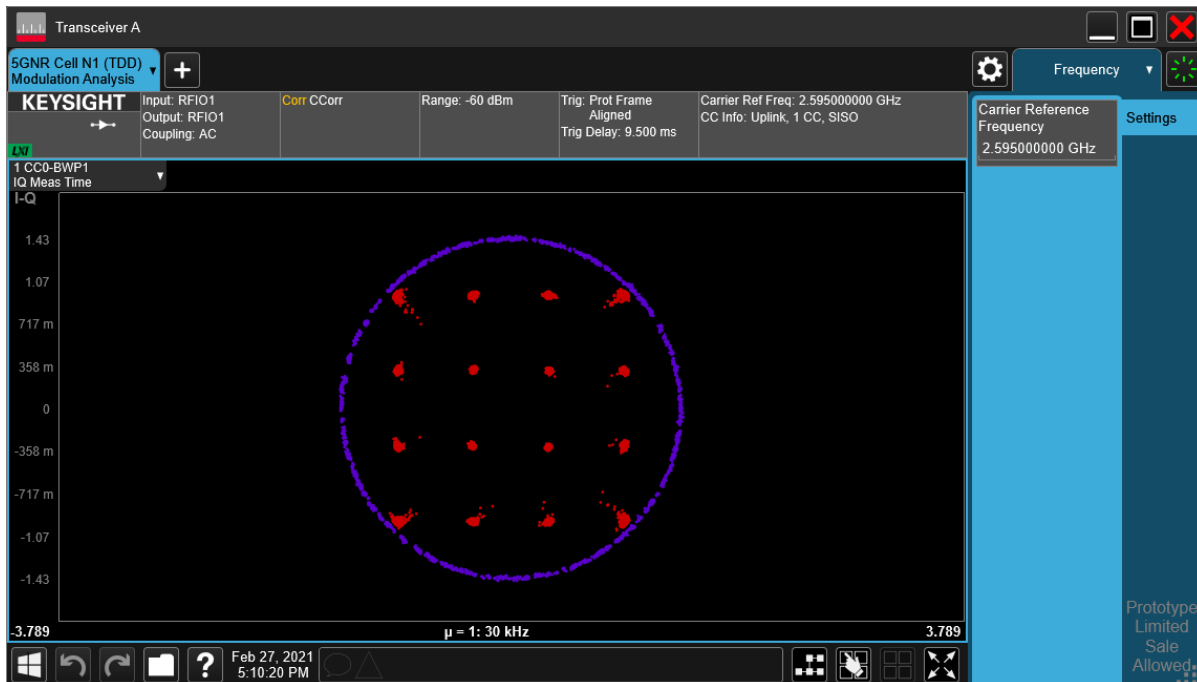 Transceiver A
5GNR Cell N1 (TDD)
Modulation Analysis
+
Frequency
KEYSIGHT
LXI
Input: RFIO1
Output: RFIO1
Coupling: AC
Corr CCorr
Range: -60 dBm
Trig: Prot Frame
Aligned
Trig Delay: 9.500 ms
Carrier Ref Freq: 2.595000000 GHz
CC Info: Uplink, 1 CC, SISO
Carrier Reference
Frequency
2.595000000 GHz
Settings
1 CC0-BWP1
IQ Meas Time
I-Q
1.43
1.07
717 m
358 m
0
-358 m
-717 m
-1.07
-1.43
-3.789
µ = 1: 30 kHz
3.789
Prototype
Limited
Sale
Allowed
?
Feb 27, 2021
5:10:20 PM